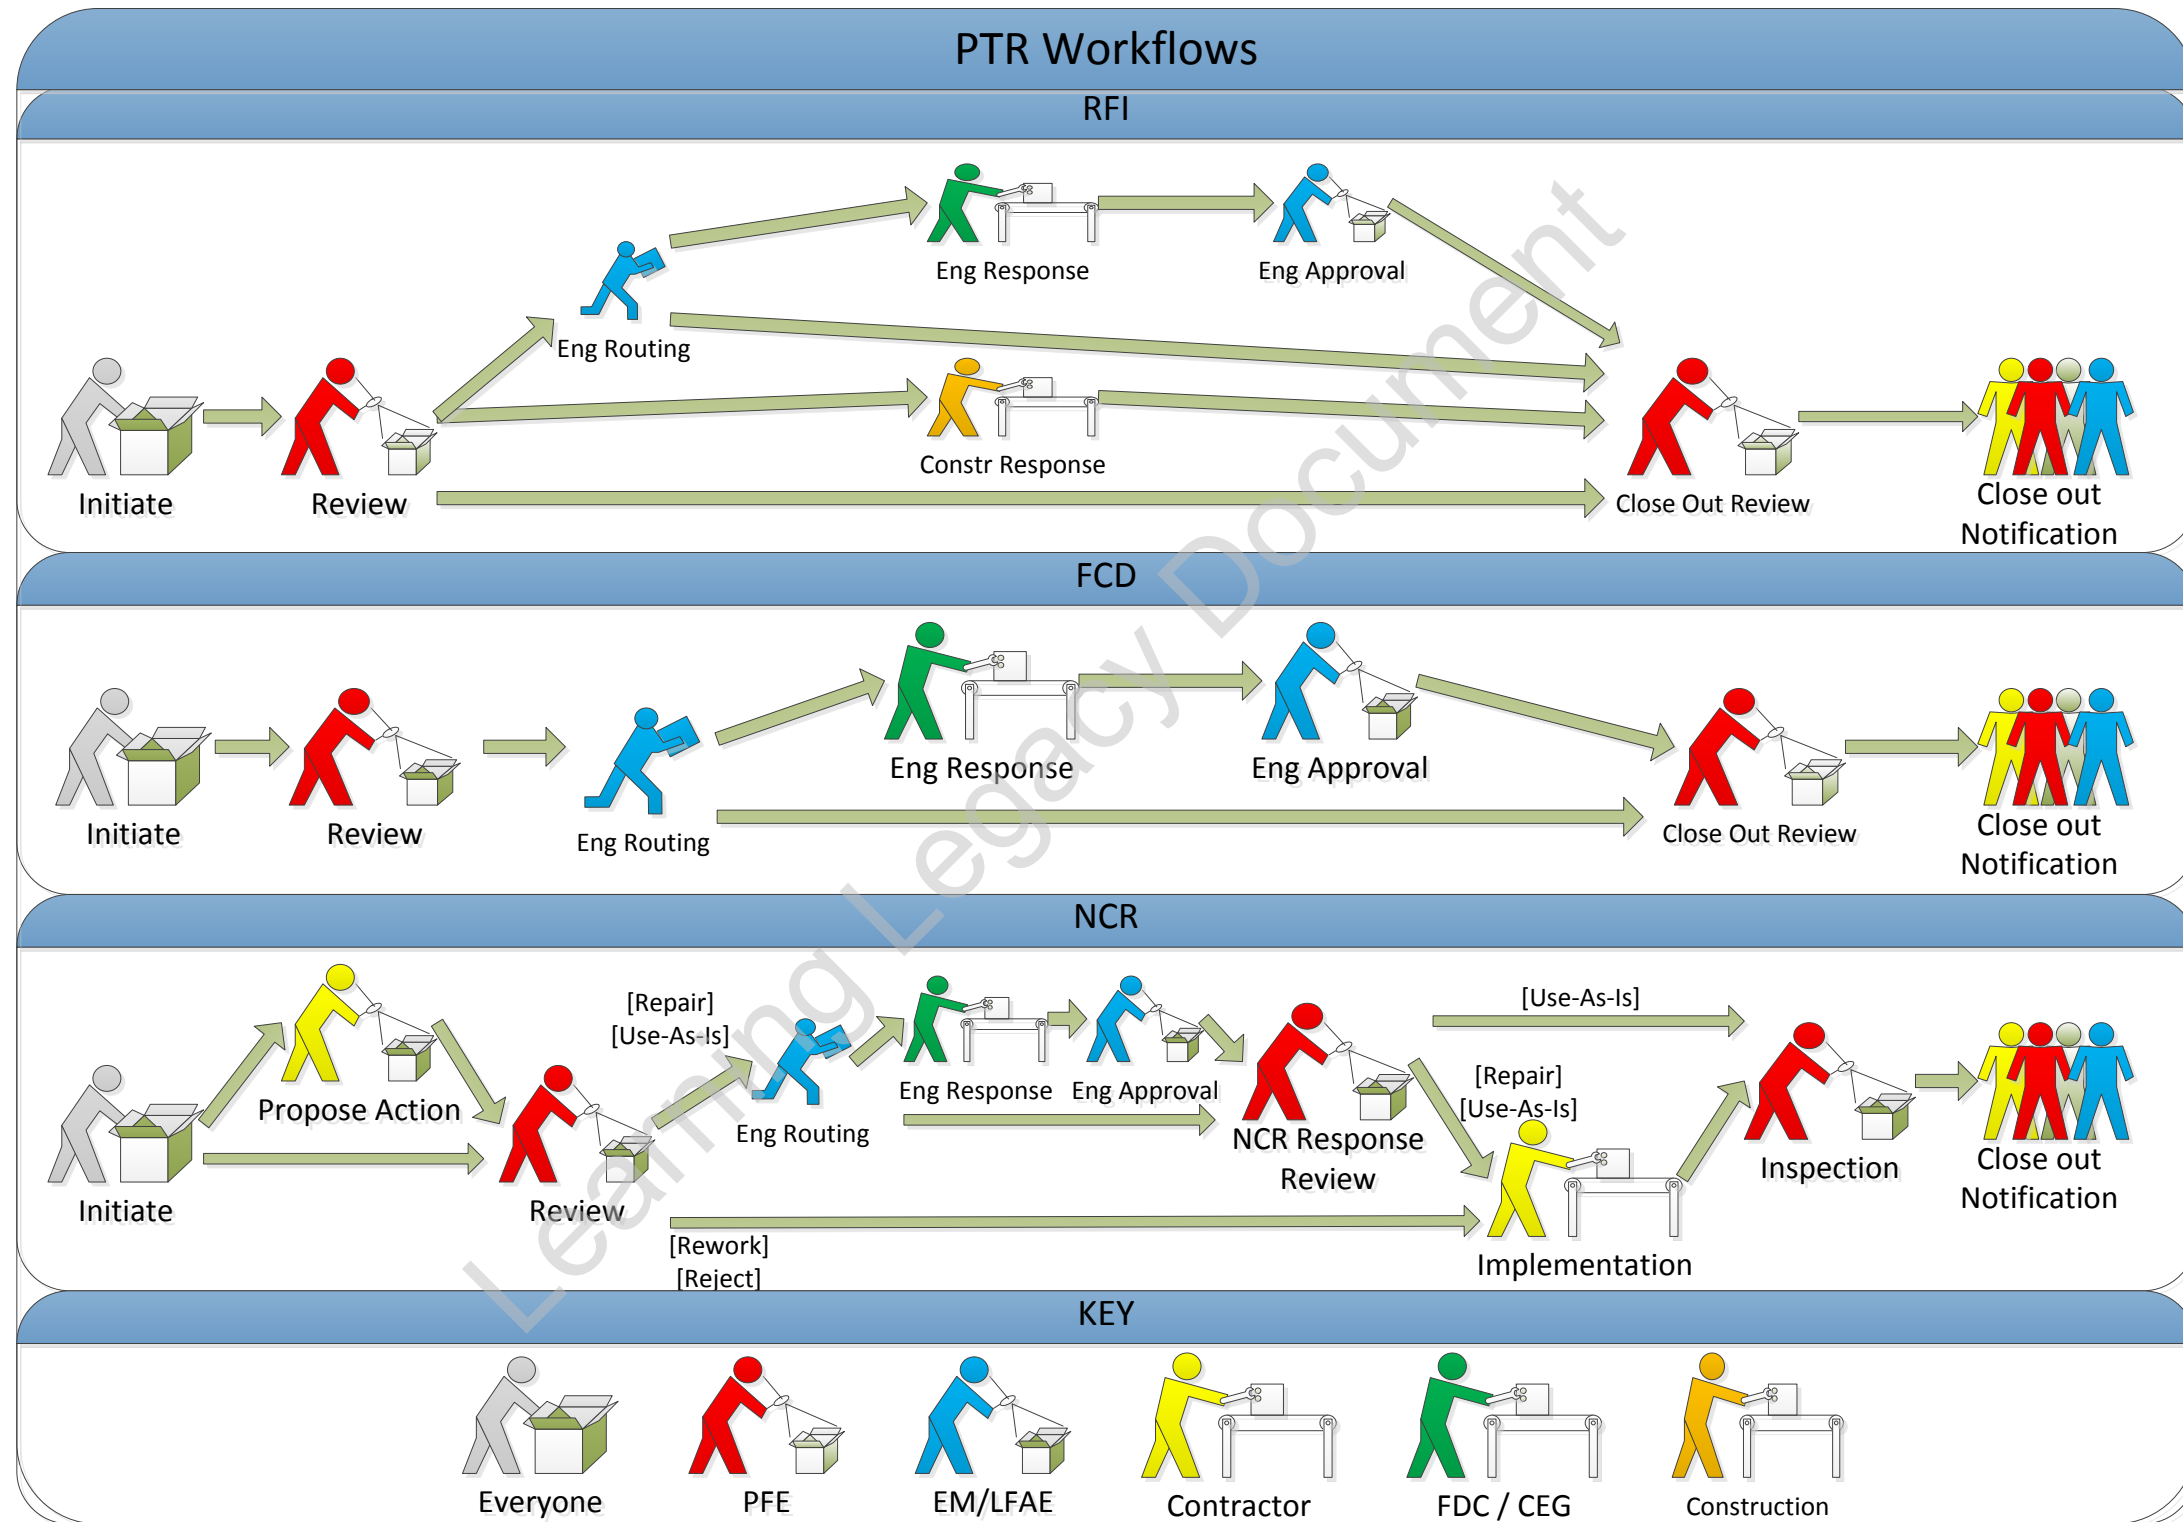 PTR Workflows
RFI
Eng Response
Eng Approval
Eng Routing
Constr Response
Initiate
Review
Close Out Review
Close out
Notification
FCD
Eng Response
Eng Approval
Initiate
Review
Eng Routing
Close Out Review
Close out
Notification
NCR
[Repair]
[Use-As-Is]
[Use-As-Is]
Propose Action
Eng Response
Eng Approval
[Repair]
[Use-As-Is]
Eng Routing
NCR Response
Review
Inspection
Close out
Notification
Initiate
Review
[Rework]
[Reject]
Implementation
KEY
Everyone
PFE
EM/LFAE
Contractor
FDC / CEG
Construction
Learning Legacy Document